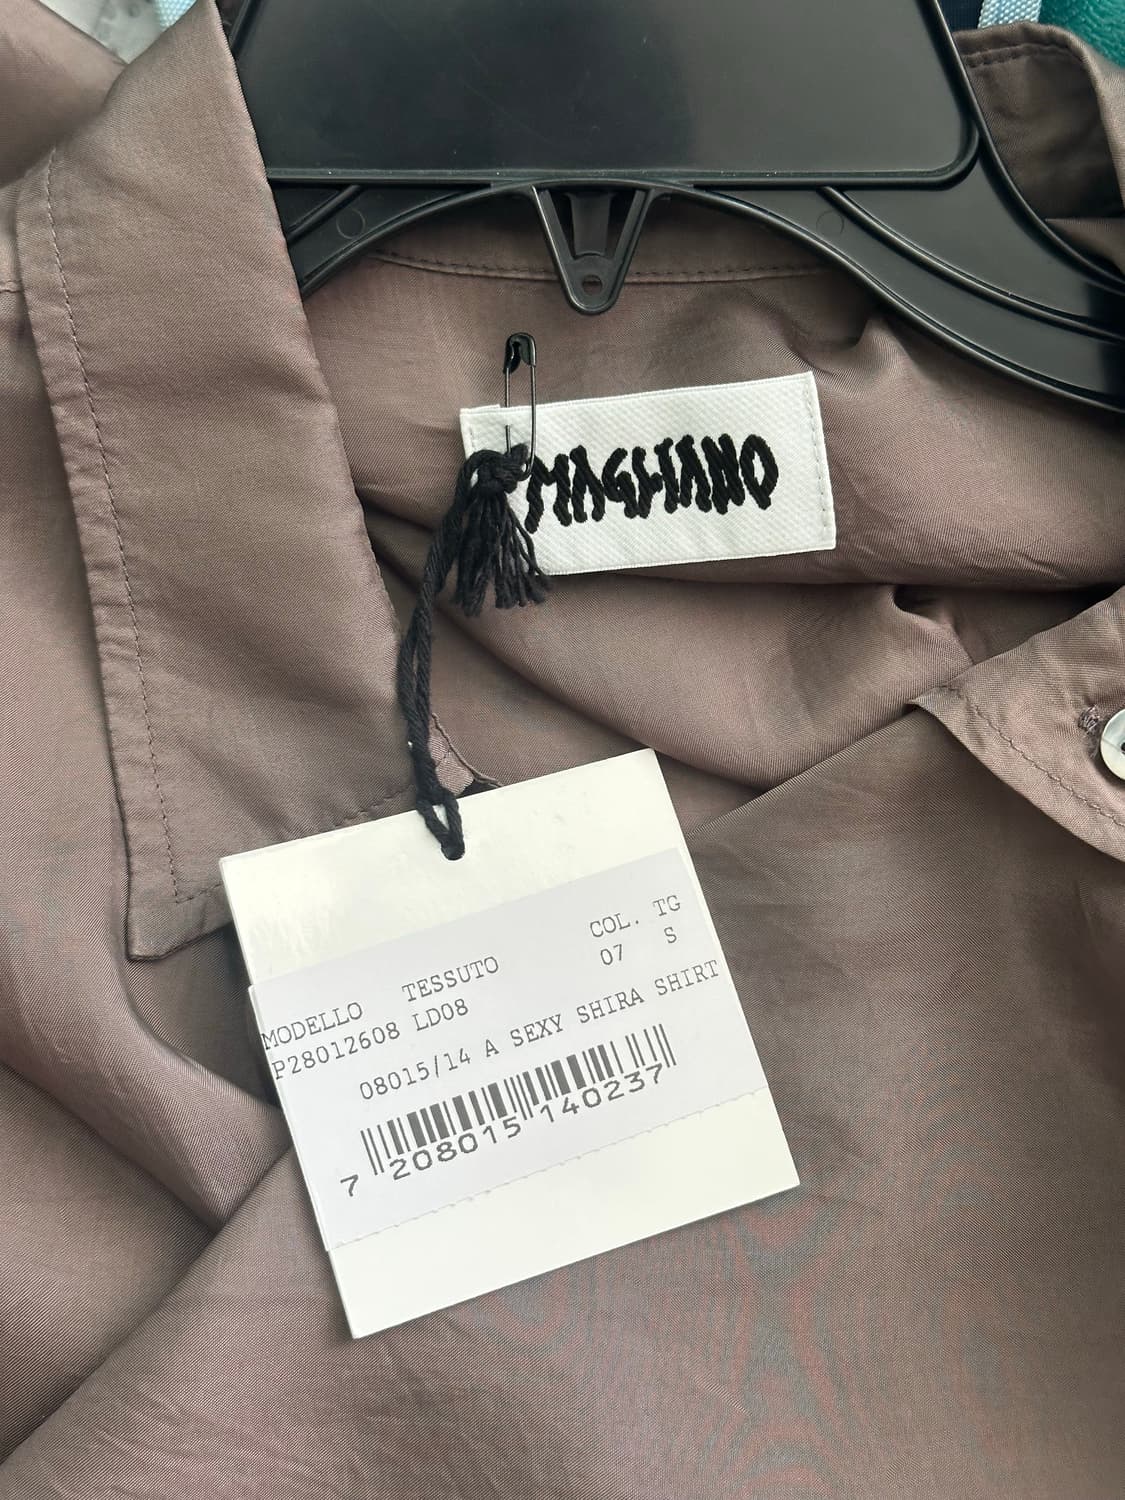 MAGLIANO
MODELLO TESSUTO COL. TG
P28012608 LD08 07 S
08015/14 A SEXY SHIRA SHIRT
7 208015 140237